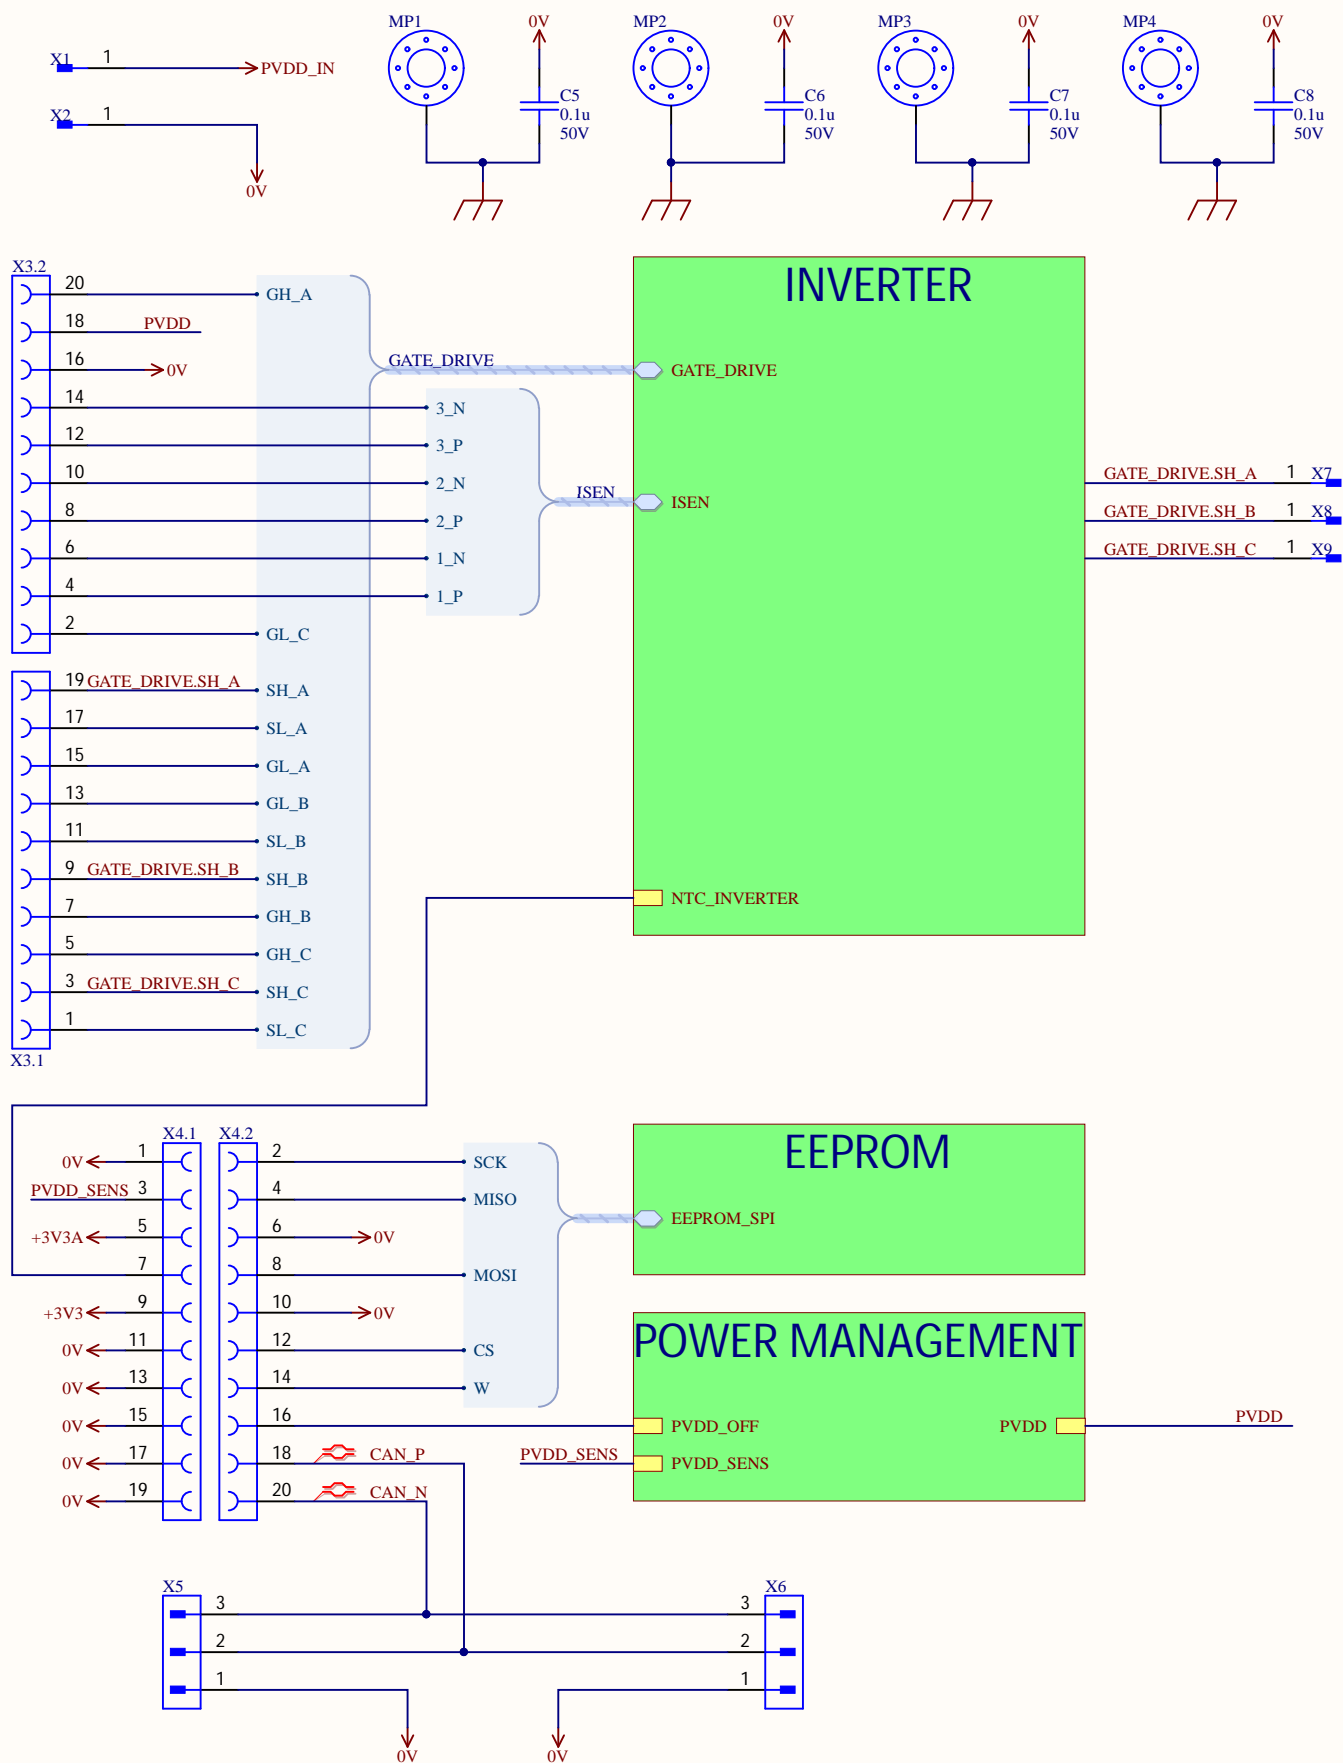 X1 1 PVDD_IN
X2 1
0V
MP1 0V
C5
0.1u
50V
MP2 0V
C6
0.1u
50V
MP3 0V
C7
0.1u
50V
MP4 0V
C8
0.1u
50V
X3.2
20 GH_A
18 PVDD
16 0V
14 3_N
12 3_P
10 2_N
8 2_P
6 1_N
4 1_P
2 GL_C
19 GATE_DRIVE.SH_A SH_A
17 SL_A
15 GL_A
13 GL_B
11 SL_B
9 GATE_DRIVE.SH_B SH_B
7 GH_B
5 GH_C
3 GATE_DRIVE.SH_C SH_C
1 SL_C
X3.1
GATE_DRIVE
ISEN
INVERTER
GATE_DRIVE
ISEN
NTC_INVERTER
GATE_DRIVE.SH_A 1 X7
GATE_DRIVE.SH_B 1 X8
GATE_DRIVE.SH_C 1 X9
X4.1
0V 1
PVDD_SENS 3
+3V3A 5
7
+3V3 9
0V 11
0V 13
0V 15
0V 17
0V 19
X4.2
2 SCK
4 MISO
6 0V
8 MOSI
10 0V
12 CS
14 W
16
18 CAN_P
20 CAN_N
EEPROM
EEPROM_SPI
POWER MANAGEMENT
PVDD_OFF
PVDD_SENS PVDD_SENS
PVDD PVDD
X5
3
2
1
0V
X6
3
2
1
0V